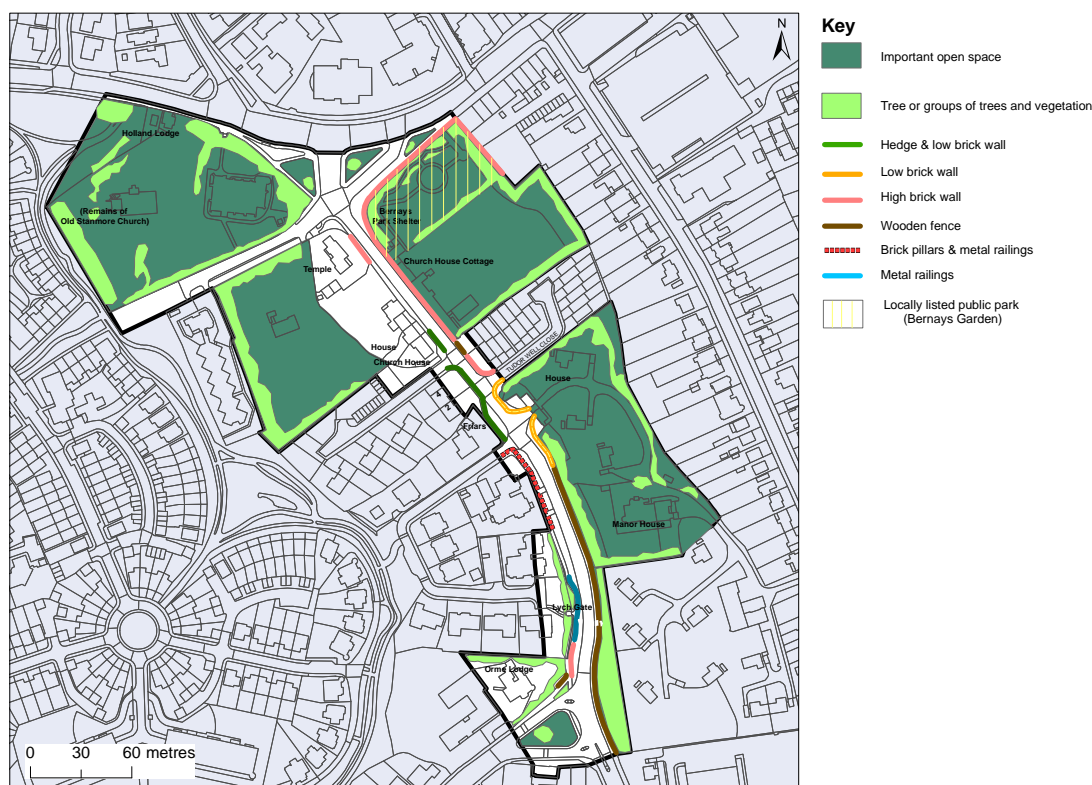 N
Holland Lodge
(Remains of
Old Stanmore Church)
Bernays
Park Shelter
Church House Cottage
Temple
House
Church House
TUDOR WELL CLOSE
House
4
2
Friars
Manor House
Lych Gate
Orme Lodge
0 30 60 metres
Key
Important open space
Tree or groups of trees and vegetation
Hedge & low brick wall
Low brick wall
High brick wall
Wooden fence
Brick pillars & metal railings
Metal railings
Locally listed public park
(Bernays Garden)